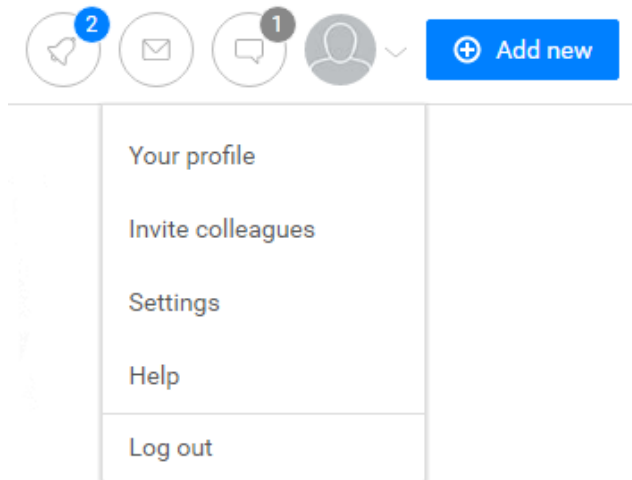 2
1
Add new
Your profile
Invite colleagues
Settings
Help
Log out